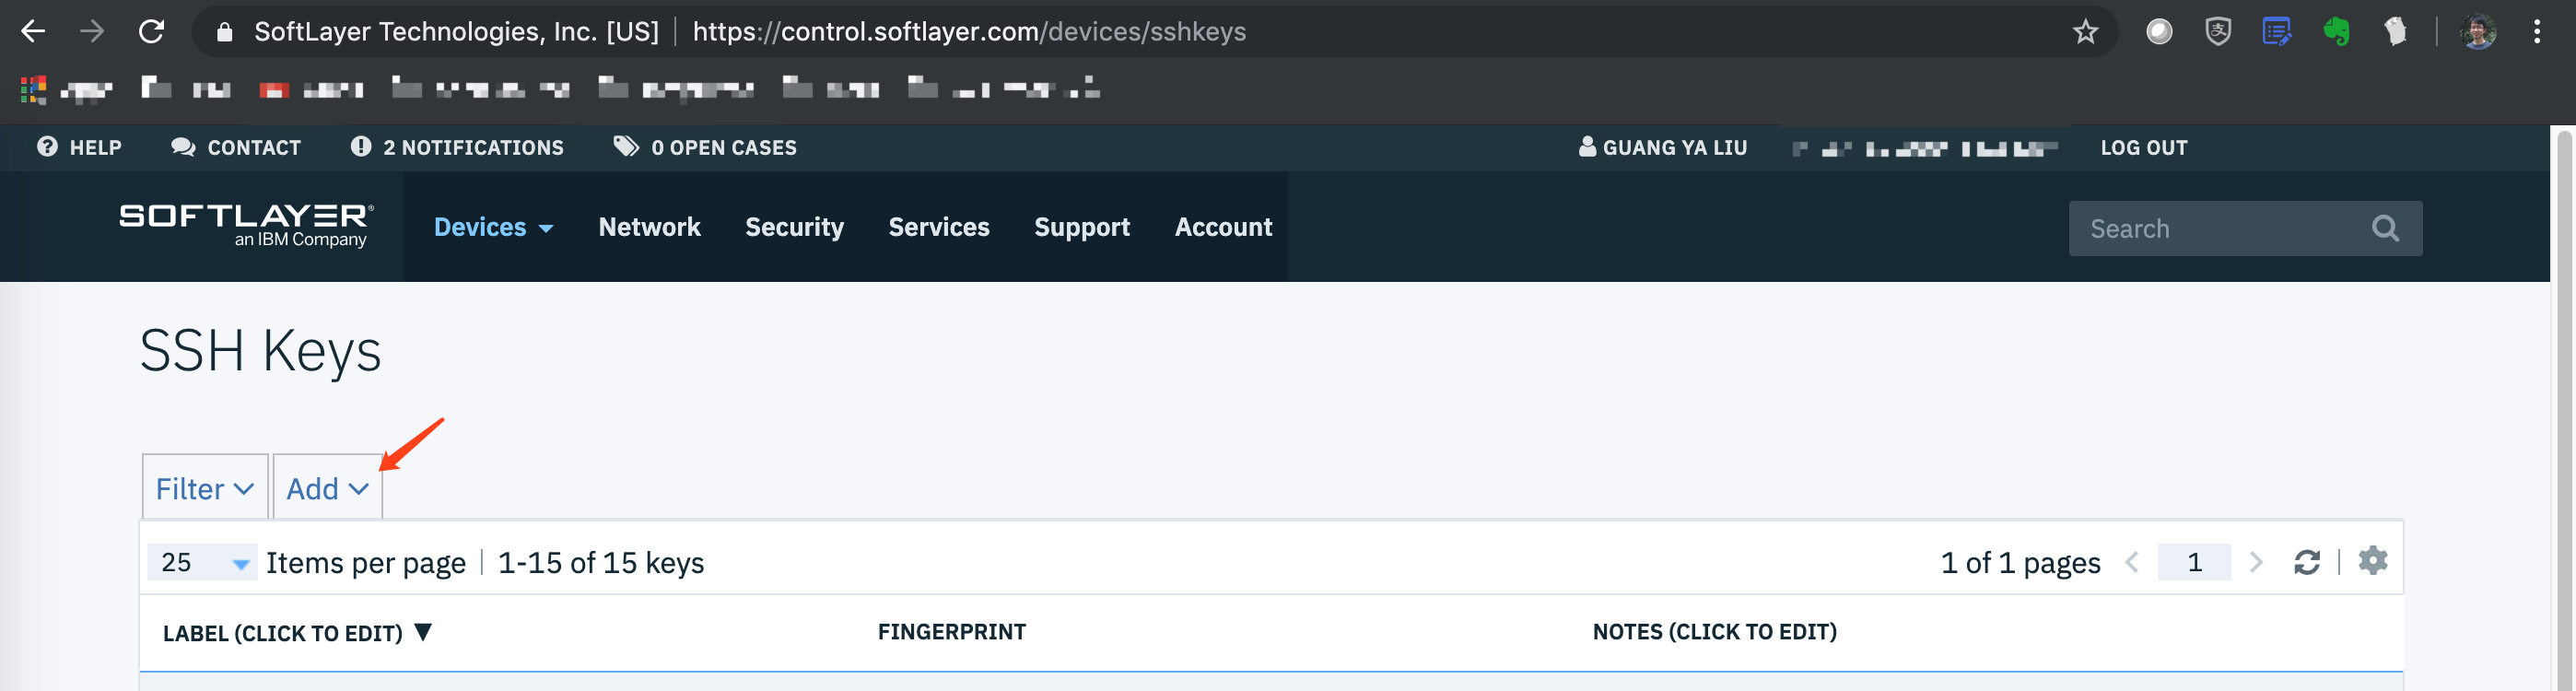 SoftLayer Technologies, Inc. [US] | https://control.softlayer.com/devices/sshkeys
HELP CONTACT 2 NOTIFICATIONS 0 OPEN CASES GUANG YA LIU LOG OUT
SOFTLAYER®
an IBM Company
Devices Network Security Services Support Account Search
SSH Keys
Filter Add
25 Items per page | 1-15 of 15 keys 1 of 1 pages 1
LABEL (CLICK TO EDIT) ▼ FINGERPRINT NOTES (CLICK TO EDIT)